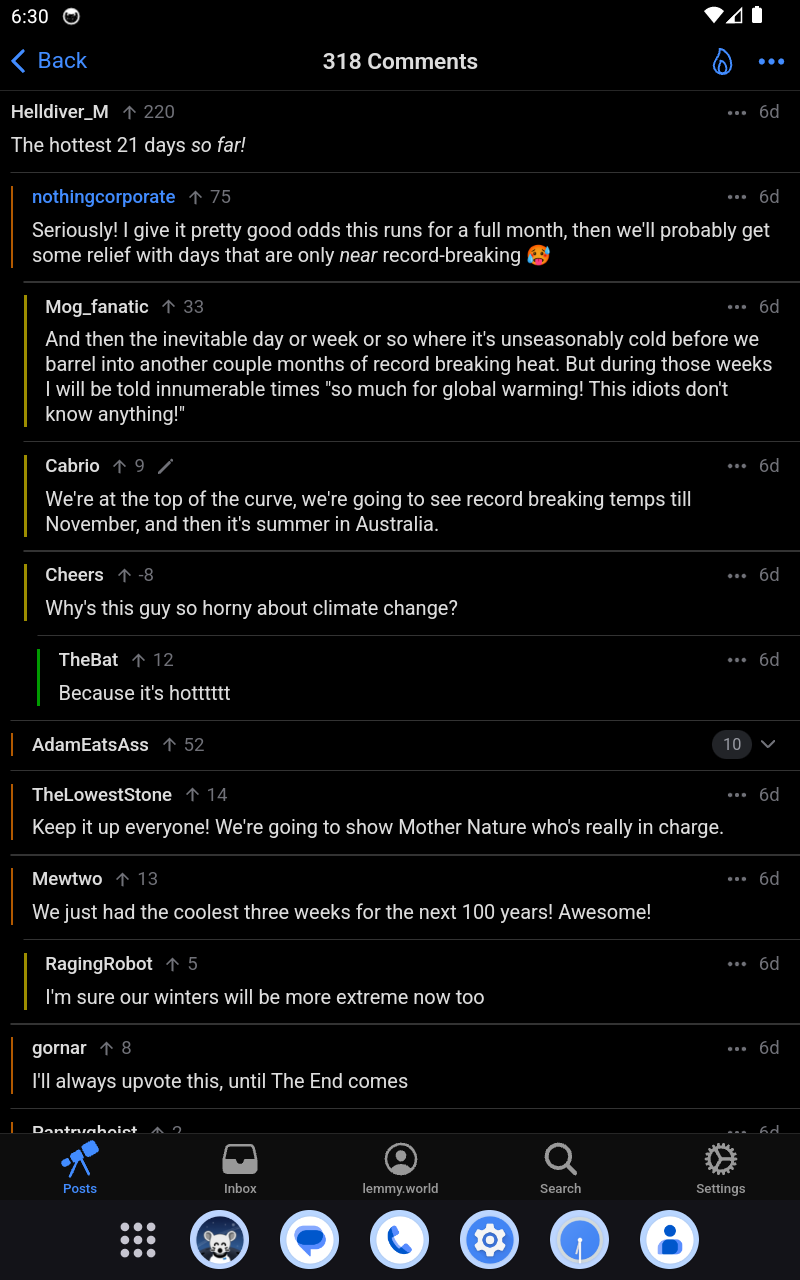 6:30
Back
318 Comments
Helldiver_M 220 6d
The hottest 21 days so far!
nothingcorporate 75 6d
Seriously! I give it pretty good odds this runs for a full month, then we'll probably get
some relief with days that are only near record-breaking 🥵
Mog_fanatic 33 6d
And then the inevitable day or week or so where it's unseasonably cold before we
barrel into another couple months of record breaking heat. But during those weeks
I will be told innumerable times "so much for global warming! This idiots don't
know anything!"
Cabrio 9 6d
We're at the top of the curve, we're going to see record breaking temps till
November, and then it's summer in Australia.
Cheers -8 6d
Why's this guy so horny about climate change?
TheBat 12 6d
Because it's hotttttt
AdamEatsAss 52 10
TheLowestStone 14 6d
Keep it up everyone! We're going to show Mother Nature who's really in charge.
Mewtwo 13 6d
We just had the coolest three weeks for the next 100 years! Awesome!
RagingRobot 5 6d
I'm sure our winters will be more extreme now too
gornar 8 6d
I'll always upvote this, until The End comes
Pantrygheist 2 6d
Posts
Inbox
lemmy.world
Search
Settings